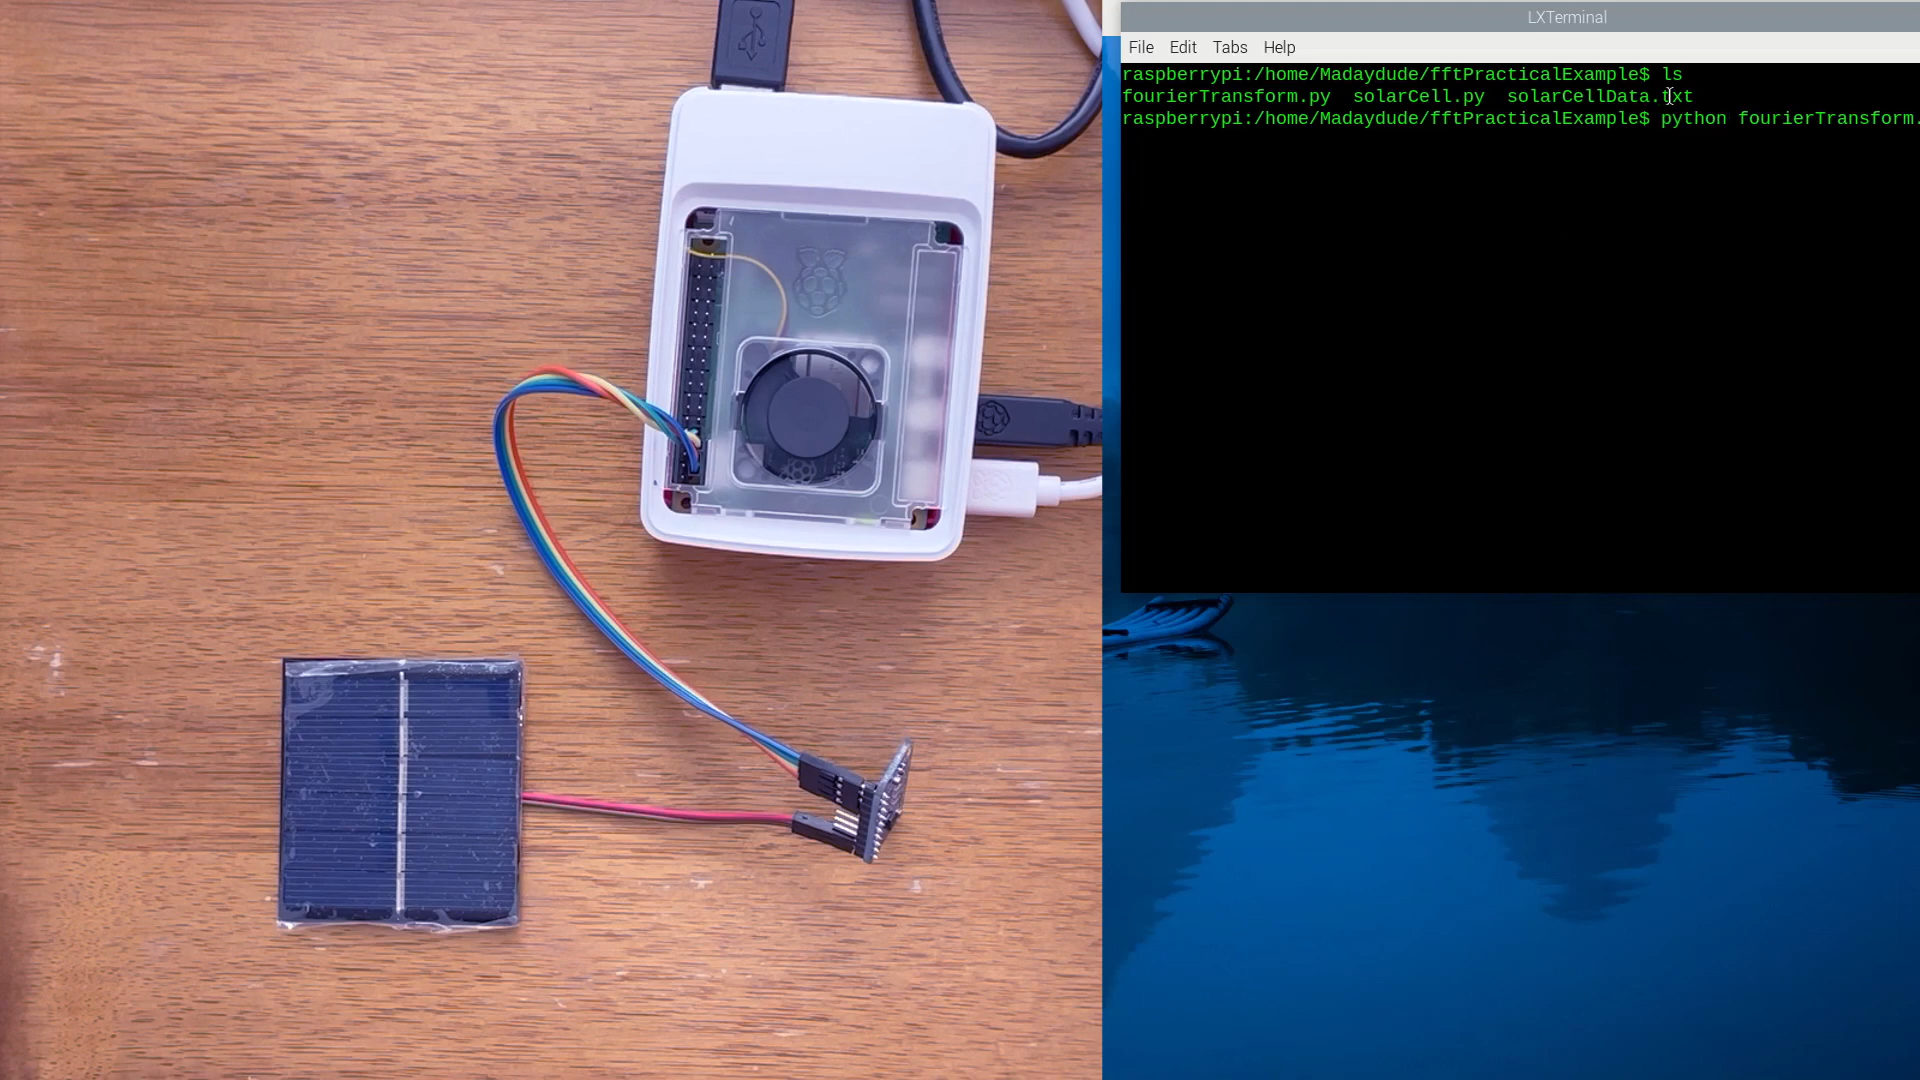 LXTerminal
File Edit Tabs Help
raspberrypi:/home/Madaydude/fftPracticalExample$ ls
fourierTransform.py  solarCell.py  solarCellData.txt
raspberrypi:/home/Madaydude/fftPracticalExample$ python fourierTransform.